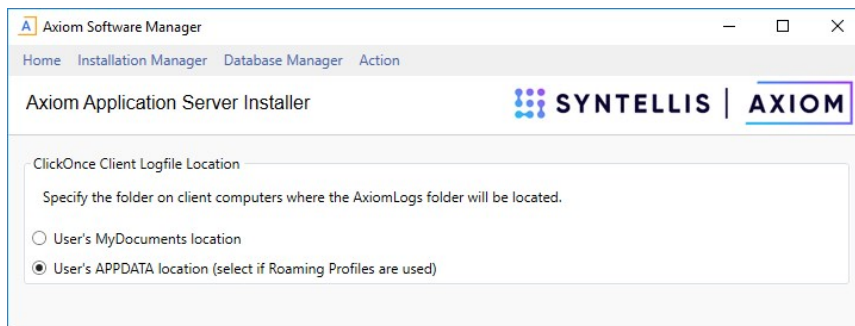 A Axiom Software Manager
Home Installation Manager Database Manager Action
Axiom Application Server Installer
SYNTELLIS | AXIOM
ClickOnce Client Logfile Location
Specify the folder on client computers where the AxiomLogs folder will be located.
User's MyDocuments location
User's APPDATA location (select if Roaming Profiles are used)